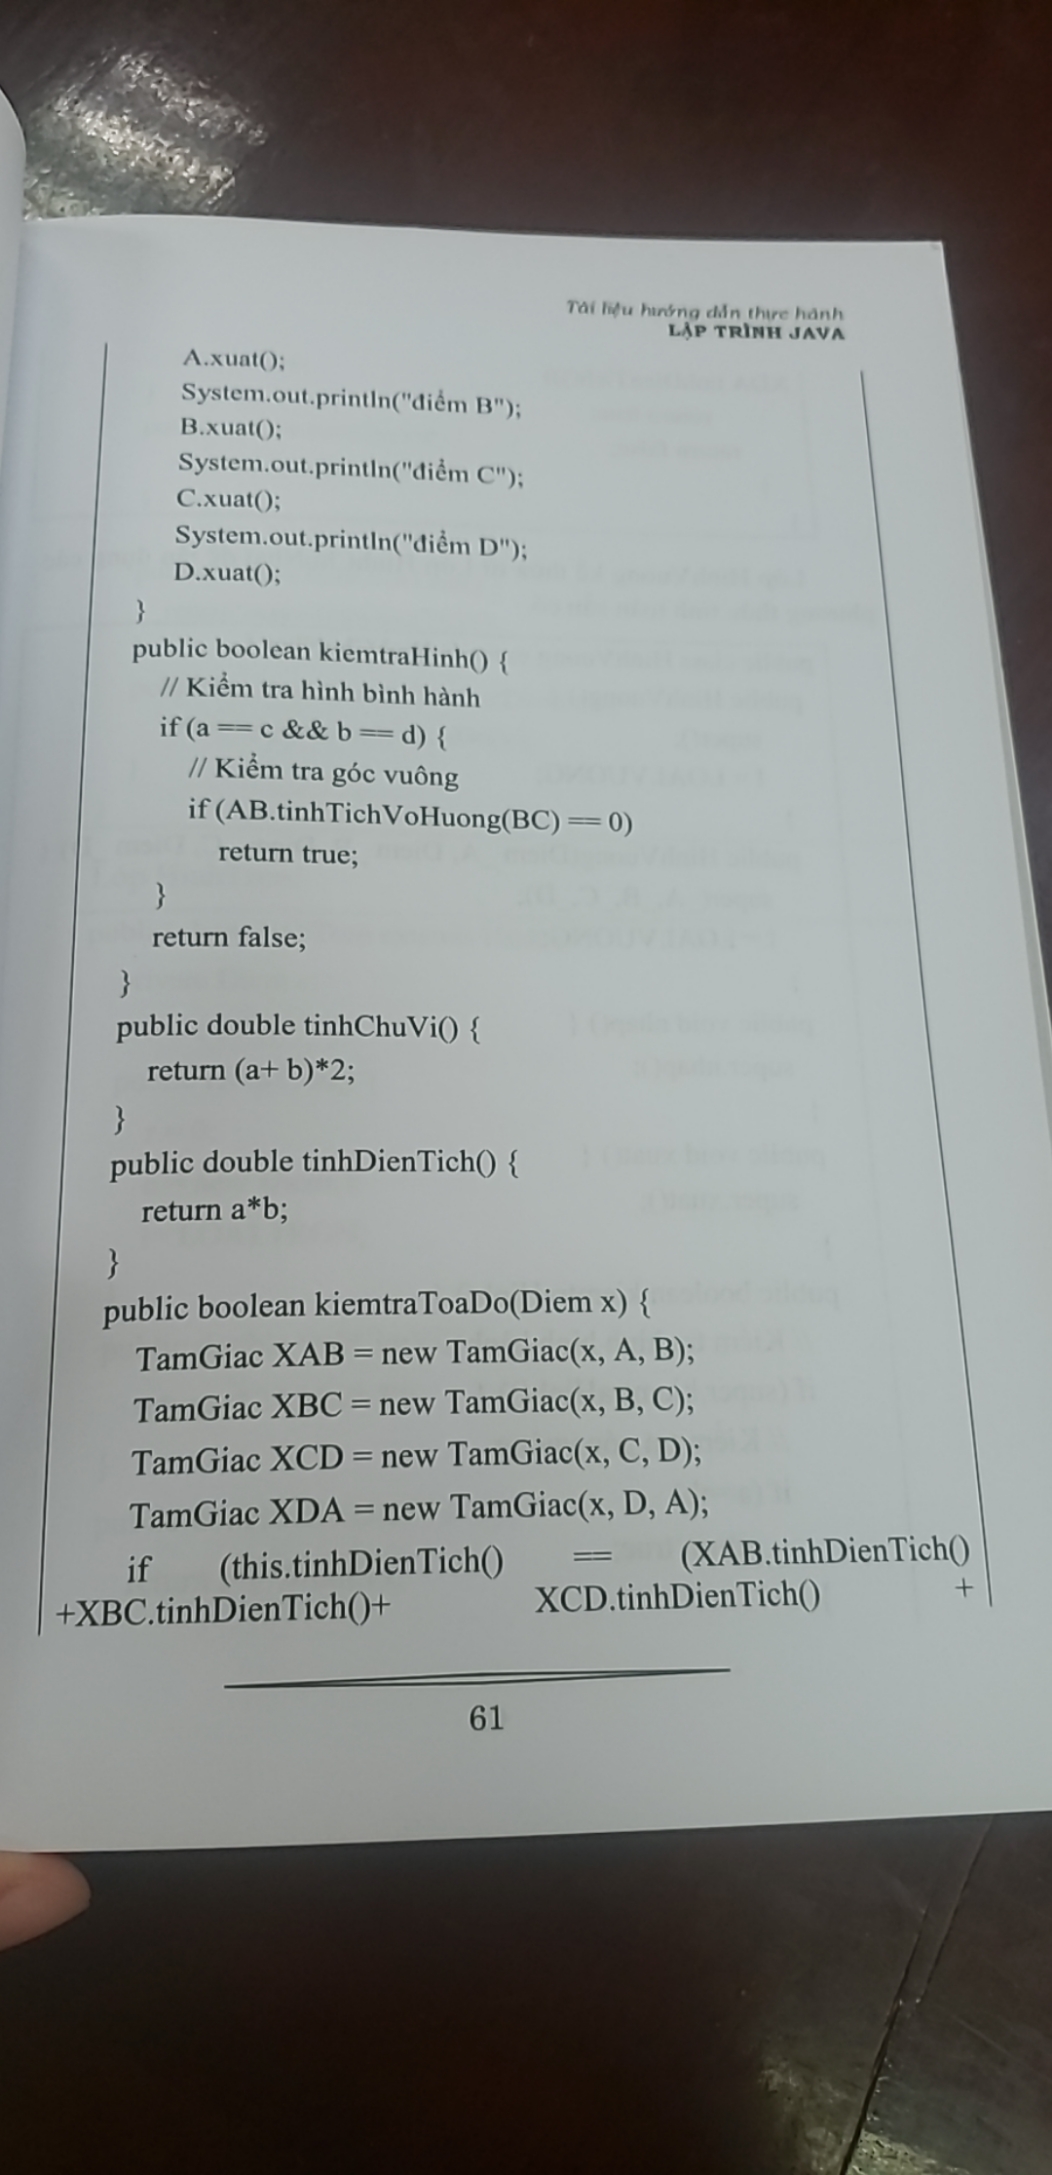 Tài liệu hướng dẫn thực hành
LẬP TRÌNH JAVA
A.xuat();
System.out.println("điểm B");
B.xuat();
System.out.println("điểm C");
C.xuat();
System.out.println("điểm D");
D.xuat();
}
public boolean kiemtraHinh() {
// Kiểm tra hình bình hành
if (a == c && b == d) {
// Kiểm tra góc vuông
if (AB.tinhTichVoHuong(BC) == 0)
return true;
}
return false;
}
public double tinhChuVi() {
return (a+ b)*2;
}
public double tinhDienTich() {
return a*b;
}
public boolean kiemtraToaDo(Diem x) {
TamGiac XAB = new TamGiac(x, A, B);
TamGiac XBC = new TamGiac(x, B, C);
TamGiac XCD = new TamGiac(x, C, D);
TamGiac XDA = new TamGiac(x, D, A);
if (this.tinhDienTich() == (XAB.tinhDienTich()
+XBC.tinhDienTich()+ XCD.tinhDienTich() +
61